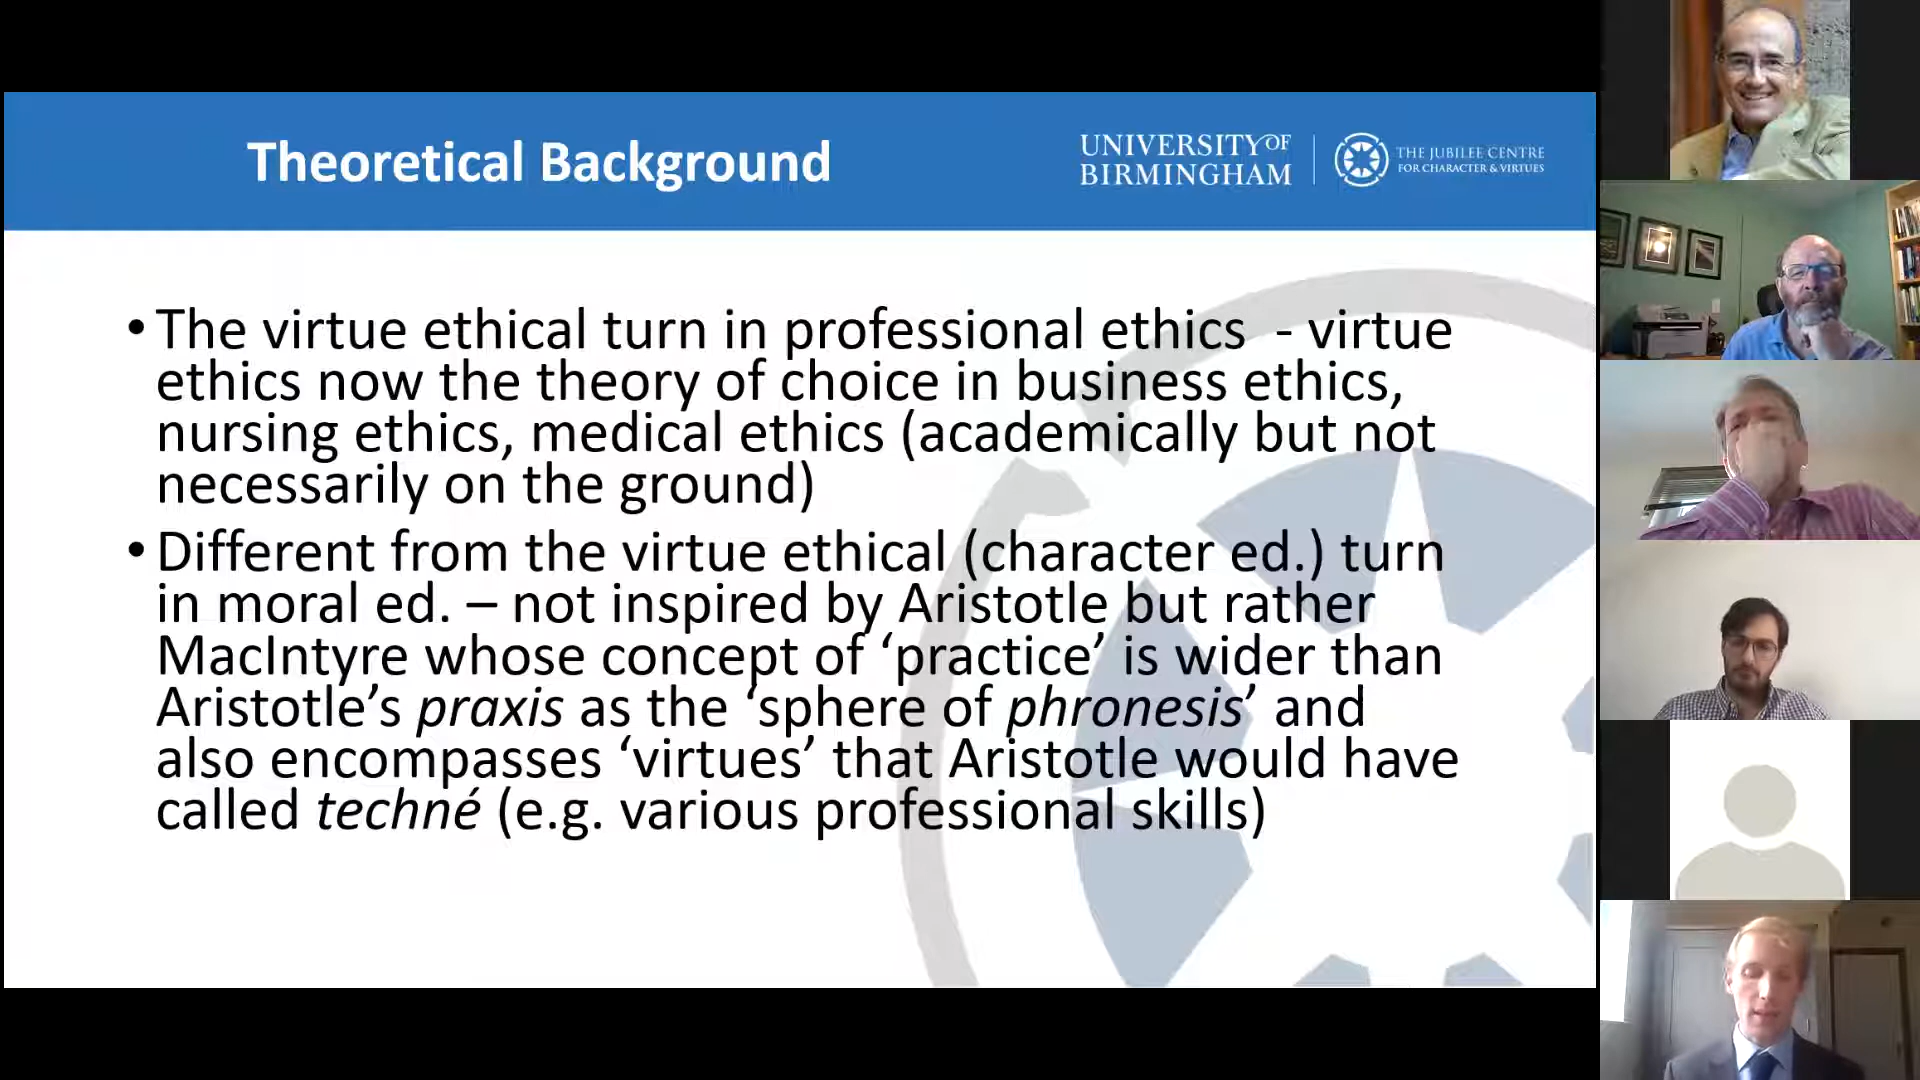 Theoretical Background
UNIVERSITY OF
BIRMINGHAM
THE JUBILEE CENTRE
FOR CHARACTER & VIRTUES
• The virtue ethical turn in professional ethics  - virtue
ethics now the theory of choice in business ethics,
nursing ethics, medical ethics (academically but not
necessarily on the ground)
• Different from the virtue ethical (character ed.) turn
in moral ed. – not inspired by Aristotle but rather
MacIntyre whose concept of ‘practice’ is wider than
Aristotle’s praxis as the ‘sphere of phronesis’ and
also encompasses ‘virtues’ that Aristotle would have
called techné (e.g. various professional skills)